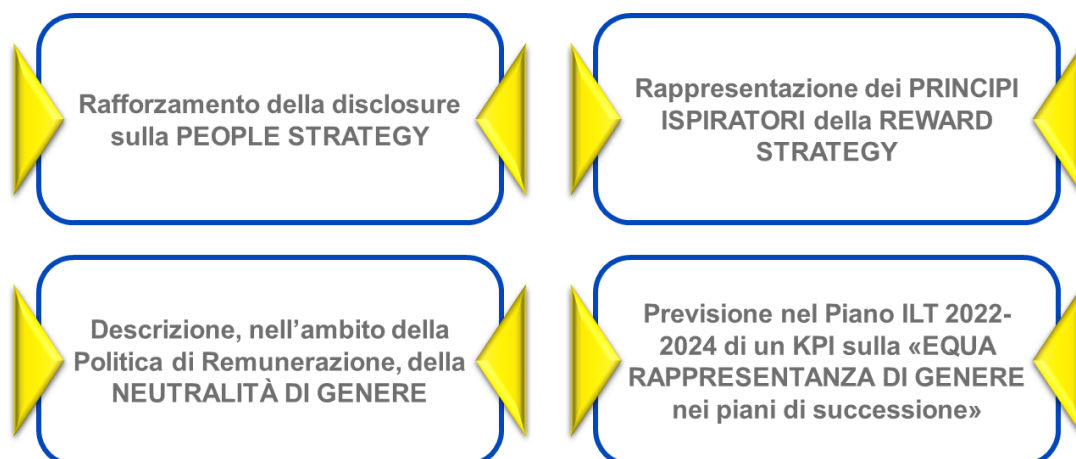 Rafforzamento della disclosure
sulla PEOPLE STRATEGY
Rappresentazione dei PRINCIPI
ISPIRATORI della REWARD
STRATEGY
Descrizione, nell’ambito della
Politica di Remunerazione, della
NEUTRALITÀ DI GENERE
Previsione nel Piano ILT 2022-
2024 di un KPI sulla «EQUA
RAPPRESENTANZA DI GENERE
nei piani di successione»